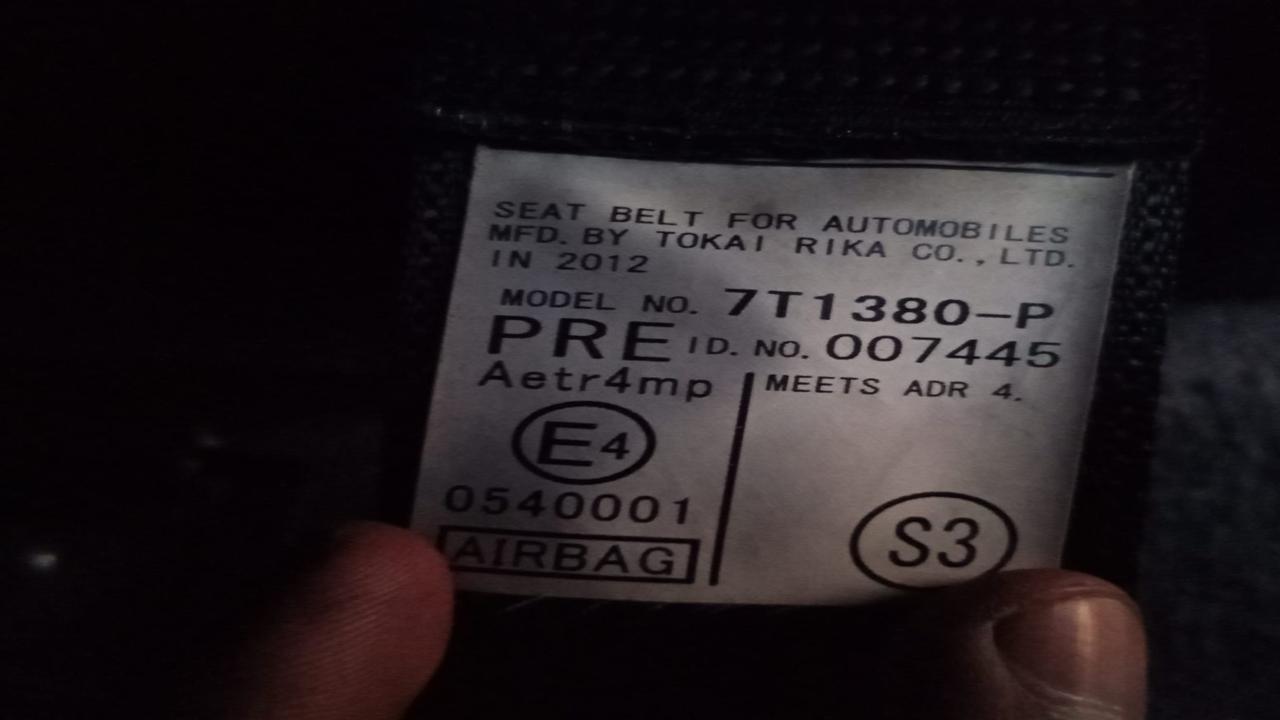 SEAT BELT FOR AUTOMOBILES
MFD. BY TOKAI RIKA CO., LTD.
IN 2012
MODEL NO. 7T1380-P
PRE ID. NO. 007445
Aetr4mp
MEETS ADR 4.
E4
0540001
AIRBAG
S3